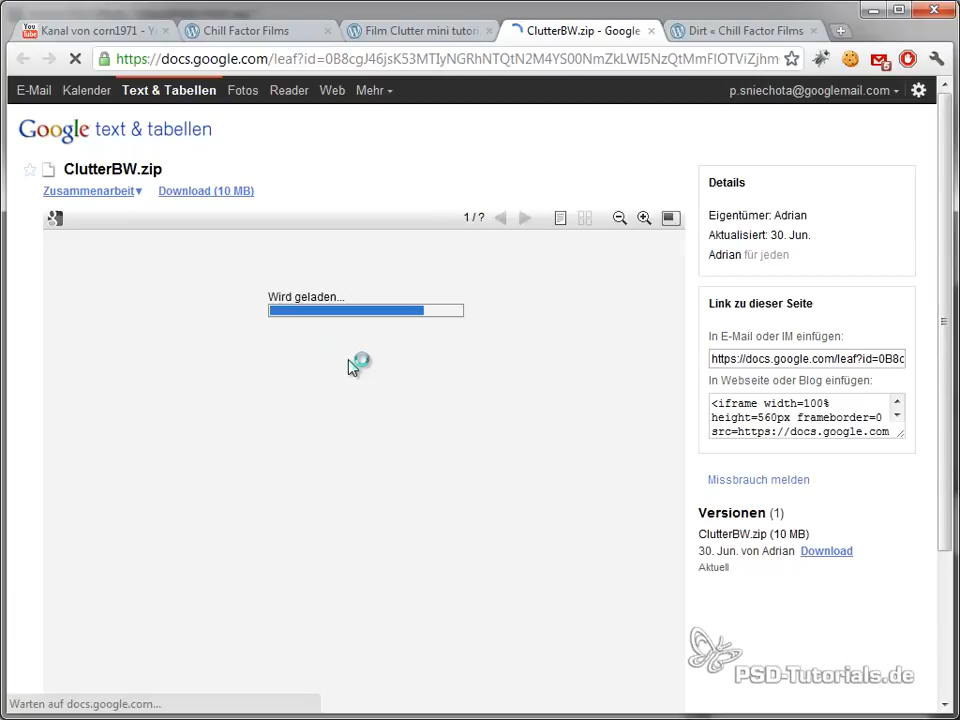 You Tube Kanal von corn1971 - Yo
Chill Factor Films
Film Clutter mini tutori
ClutterBW.zip - Google
Dirt « Chill Factor Films
https://docs.google.com/leaf?id=0B8cgJ46jsK53MTIyNGRhNTQtN2M4YS00NmZkLWI5NzQtMmFlOTViZjhm
5
E-Mail Kalender Text & Tabellen Fotos Reader Web Mehr
p.sniechota@googlemail.com
Google text & tabellen
ClutterBW.zip
Zusammenarbeit▾ Download (10 MB)
1 / ?
Wird geladen...
Details
Eigentümer: Adrian
Aktualisiert: 30. Jun.
Adrian für jeden
Link zu dieser Seite
In E-Mail oder IM einfügen:
https://docs.google.com/leaf?id=0B8c
In Webseite oder Blog einfügen:
<iframe width=100%
height=560px frameborder=0
src=https://docs.google.com
Missbrauch melden
Versionen (1)
ClutterBW.zip (10 MB)
30. Jun. von Adrian Download
Aktuell
PSD-Tutorials.de
Warten auf docs.google.com...